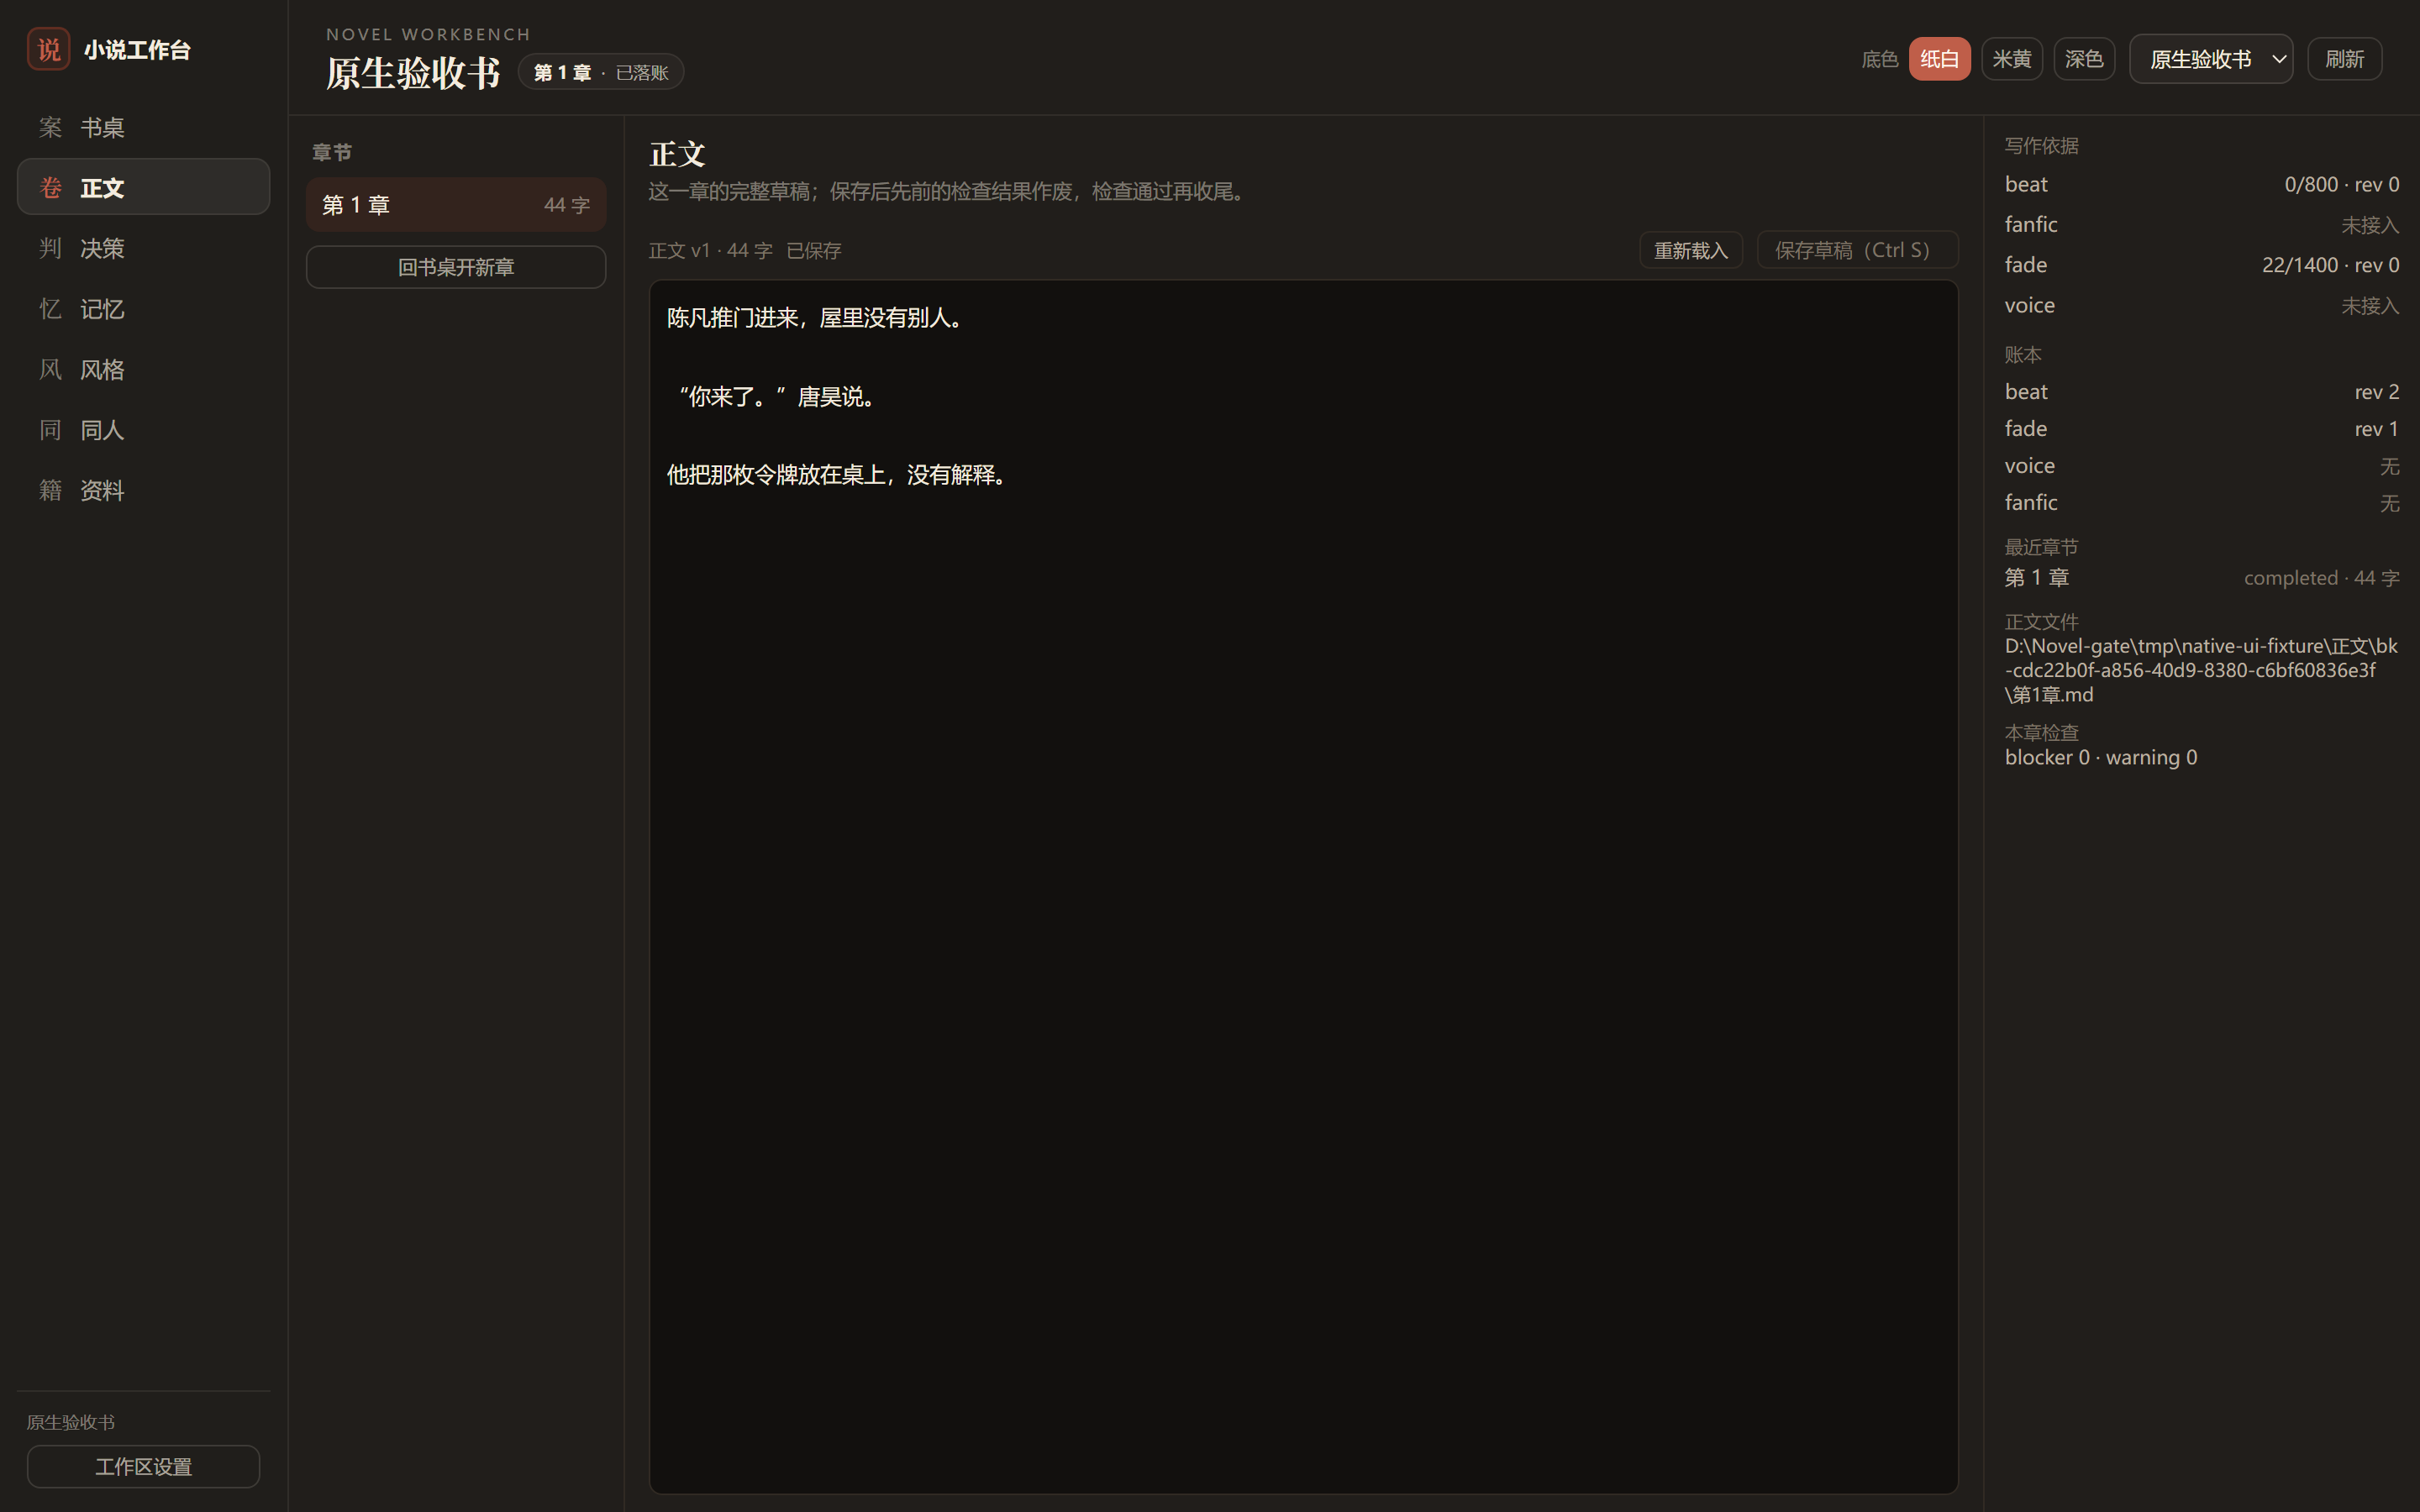 说 小说工作台
案 书桌
卷 正文
判 决策
忆 记忆
风 风格
同 同人
籍 资料
原生验收书
工作区设置
NOVEL WORKBENCH
原生验收书 第 1 章 · 已落账
底色 纸白 米黄 深色 原生验收书 刷新
章节
第 1 章 44 字
回书桌开新章
正文
这一章的完整草稿；保存后先前的检查结果作废，检查通过再收尾。
正文 v1 · 44 字 已保存 重新载入 保存草稿（Ctrl S）
陈凡推门进来，屋里没有别人。
“你来了。”唐昊说。
他把那枚令牌放在桌上，没有解释。
写作依据
beat 0/800 · rev 0
fanfic 未接入
fade 22/1400 · rev 0
voice 未接入
账本
beat rev 2
fade rev 1
voice 无
fanfic 无
最近章节
第 1 章 completed · 44 字
正文文件
D:\Novel-gate\tmp\native-ui-fixture\正文\bk
-cdc22b0f-a856-40d9-8380-c6bf60836e3f
\第1章.md
本章检查
blocker 0 · warning 0